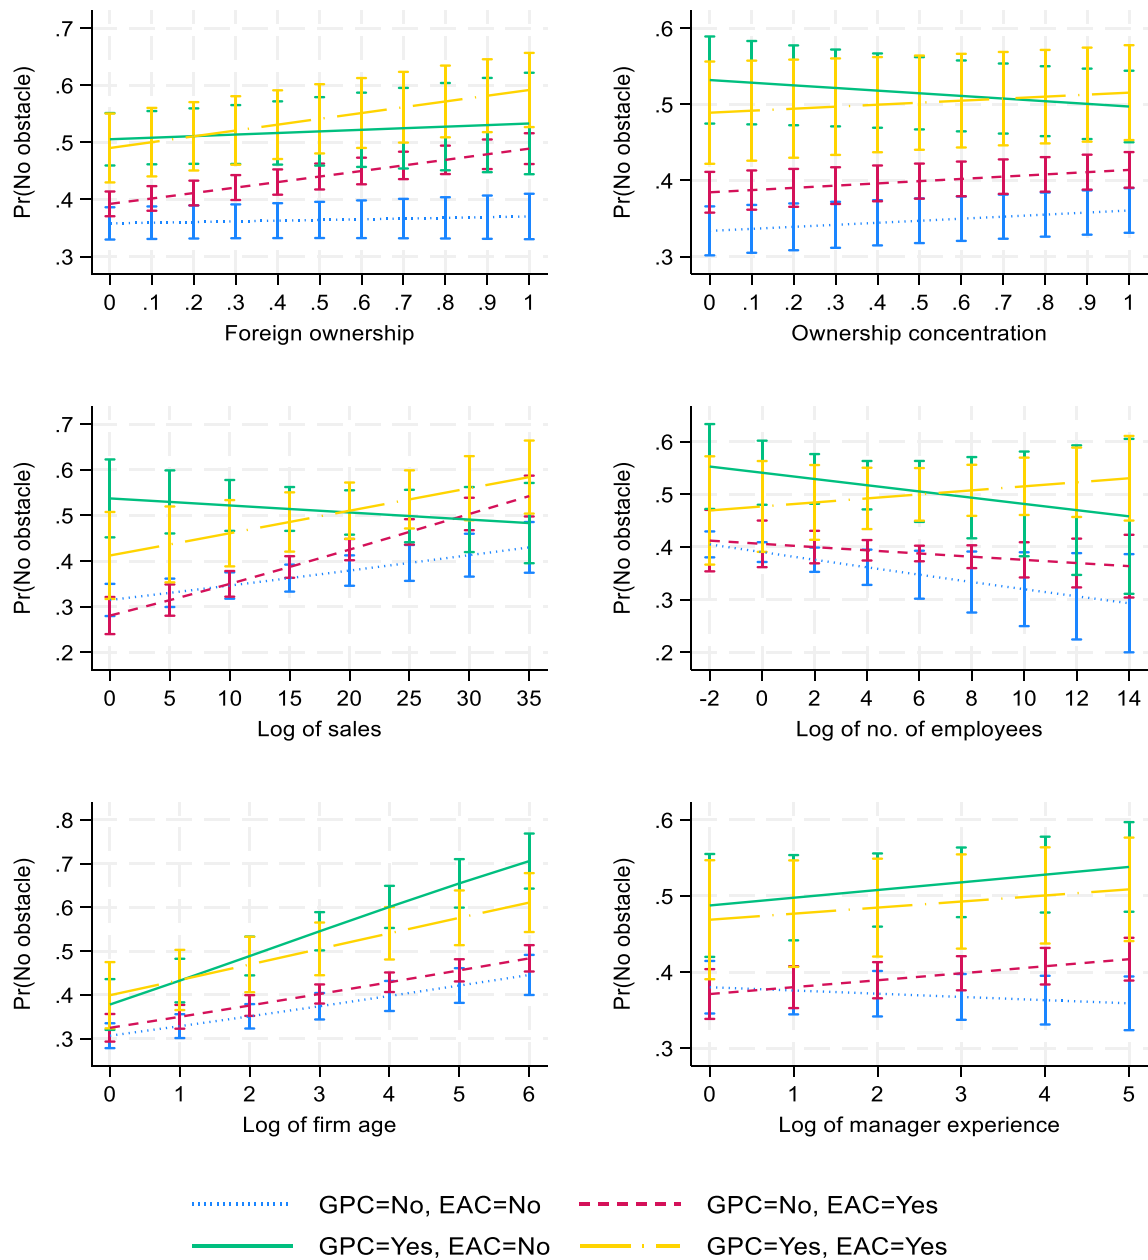 Pr(No obstacle)
.7
.6
.5
.4
.3
0 .1 .2 .3 .4 .5 .6 .7 .8 .9 1
Foreign ownership
Pr(No obstacle)
.6
.5
.4
.3
0 .1 .2 .3 .4 .5 .6 .7 .8 .9 1
Ownership concentration
Pr(No obstacle)
.7
.6
.5
.4
.3
.2
0 5 10 15 20 25 30 35
Log of sales
Pr(No obstacle)
.6
.5
.4
.3
.2
-2 0 2 4 6 8 10 12 14
Log of no. of employees
Pr(No obstacle)
.8
.7
.6
.5
.4
.3
0 1 2 3 4 5 6
Log of firm age
Pr(No obstacle)
.6
.5
.4
.3
0 1 2 3 4 5
Log of manager experience
GPC=No, EAC=No GPC=No, EAC=Yes
GPC=Yes, EAC=No GPC=Yes, EAC=Yes